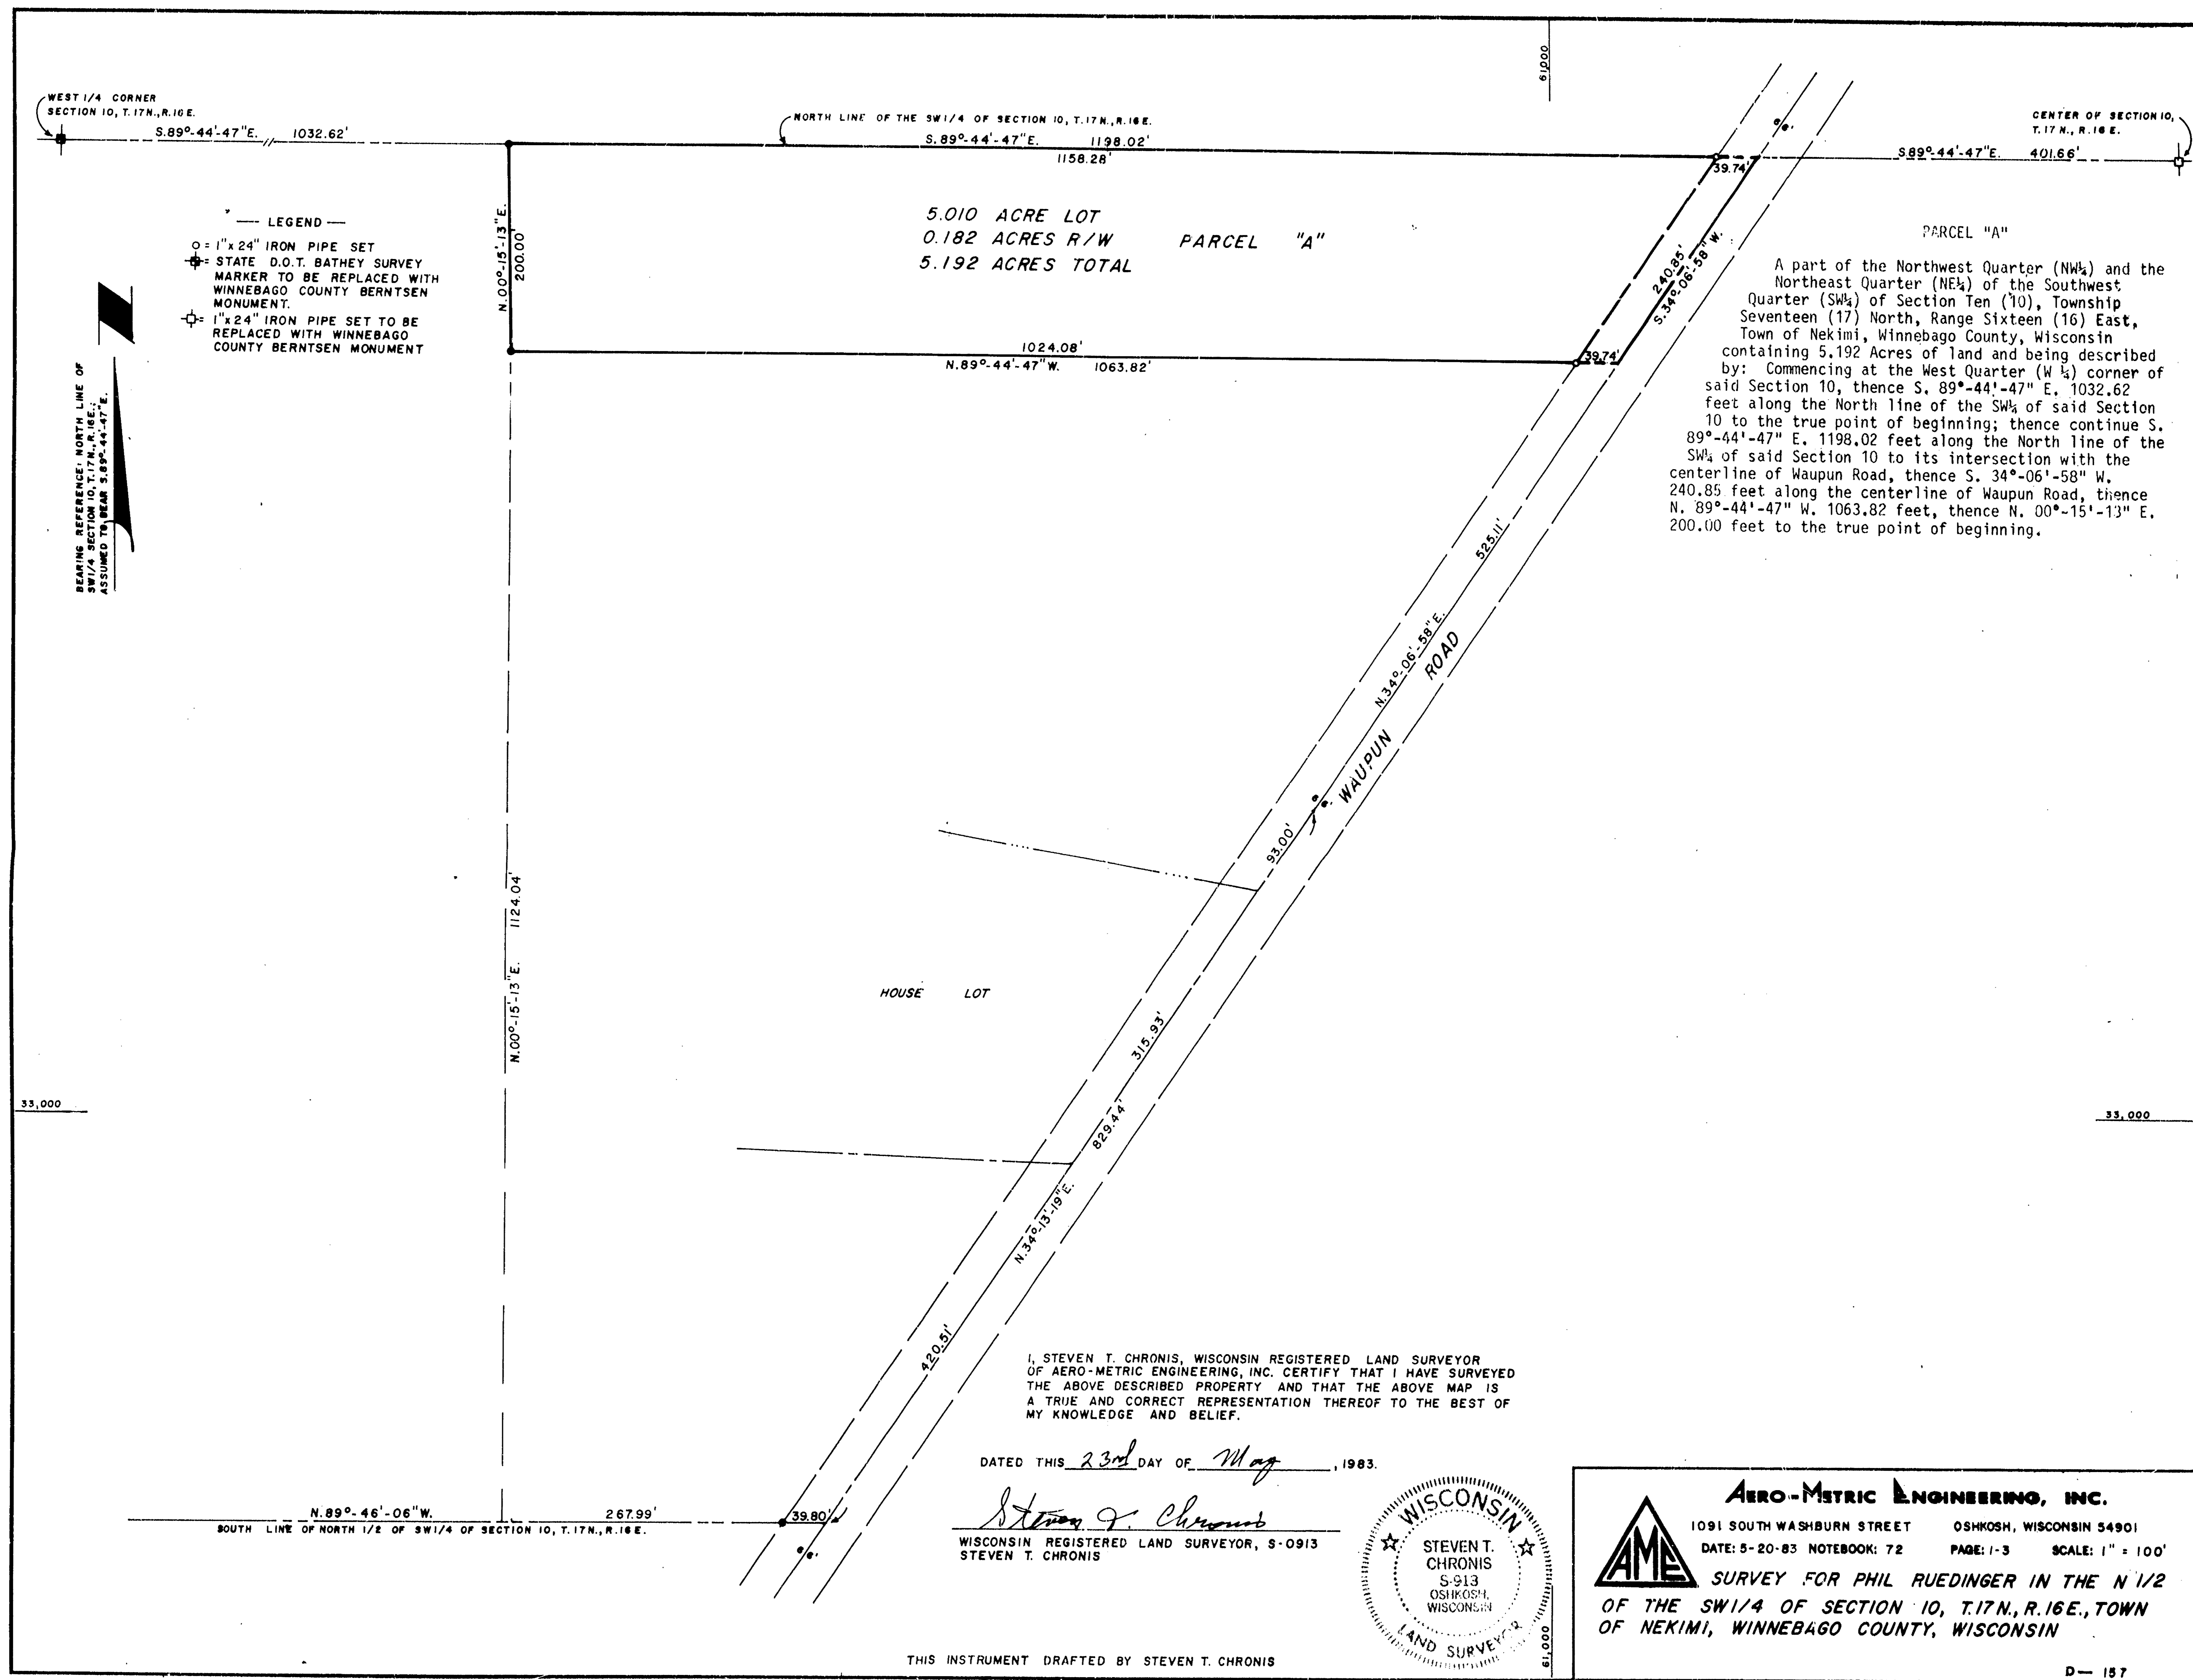 61,000
WEST 1/4 CORNER
SECTION 10, T.17N., R.16E.
S.89°-44'-47"E. 1032.62'
NORTH LINE OF THE SW1/4 OF SECTION 10, T.17N., R.16E.
S.89°-44'-47"E. 1198.02'
1158.28'
39.74'
CENTER OF SECTION 10,
T.17N., R.16E.
S.89°-44'-47"E. 401.66'
— LEGEND —
= 1"x 24" IRON PIPE SET
= STATE D.O.T. BATHEY SURVEY
MARKER TO BE REPLACED WITH
WINNEBAGO COUNTY BERNTSEN
MONUMENT.
= 1"x 24" IRON PIPE SET TO BE
REPLACED WITH WINNEBAGO
COUNTY BERNTSEN MONUMENT
N.00°-15'-13"E.
200.00'
5.010 ACRE LOT
0.182 ACRES R/W PARCEL "A"
5.192 ACRES TOTAL
240.85'
S.34°-06'-58"W.
1024.08'
N.89°-44'-47"W. 1063.82'
39.74'
BEARING REFERENCE: NORTH LINE OF
SW1/4 SECTION 10, T.17N., R.16E.;
ASSUMED TO BEAR S.89°-44'-47"E.
PARCEL "A"
A part of the Northwest Quarter (NW¼) and the
Northeast Quarter (NE¼) of the Southwest
Quarter (SW¼) of Section Ten (10), Township
Seventeen (17) North, Range Sixteen (16) East,
Town of Nekimi, Winnebago County, Wisconsin
containing 5.192 Acres of land and being described
by: Commencing at the West Quarter (W ¼) corner of
said Section 10, thence S. 89°-44'-47" E. 1032.62
feet along the North line of the SW¼ of said Section
10 to the true point of beginning; thence continue S.
89°-44'-47" E. 1198.02 feet along the North line of the
SW¼ of said Section 10 to its intersection with the
centerline of Waupun Road, thence S. 34°-06'-58" W.
240.85 feet along the centerline of Waupun Road, thence
N. 89°-44'-47" W. 1063.82 feet, thence N. 00°-15'-13" E.
200.00 feet to the true point of beginning.
525.11'
N.34°-06'-58"E.
WAUPUN ROAD
93.00'
N.00°-15'-13"E. 1124.04'
HOUSE LOT
315.93'
829.44'
N.34°-13'-19"E.
420.51'
33,000
33,000
I, STEVEN T. CHRONIS, WISCONSIN REGISTERED LAND SURVEYOR
OF AERO-METRIC ENGINEERING, INC. CERTIFY THAT I HAVE SURVEYED
THE ABOVE DESCRIBED PROPERTY AND THAT THE ABOVE MAP IS
A TRUE AND CORRECT REPRESENTATION THEREOF TO THE BEST OF
MY KNOWLEDGE AND BELIEF.
DATED THIS 23rd DAY OF May, 1983.
Steven T. Chronis
WISCONSIN REGISTERED LAND SURVEYOR, S-0913
STEVEN T. CHRONIS
N.89°-46'-06"W. 267.99'
39.80'
SOUTH LINE OF NORTH 1/2 OF SW1/4 OF SECTION 10, T.17N., R.16E.
WISCONSIN
STEVEN T.
CHRONIS
S-913
OSHKOSH,
WISCONSIN
LAND SURVEYOR
61,000
AERO-METRIC ENGINEERING, INC.
AME
1091 SOUTH WASHBURN STREET OSHKOSH, WISCONSIN 54901
DATE: 5-20-83 NOTEBOOK: 72 PAGE: 1-3 SCALE: 1" = 100'
SURVEY FOR PHIL RUEDINGER IN THE N 1/2
OF THE SW1/4 OF SECTION 10, T.17N., R.16E., TOWN
OF NEKIMI, WINNEBAGO COUNTY, WISCONSIN
THIS INSTRUMENT DRAFTED BY STEVEN T. CHRONIS
D— 157